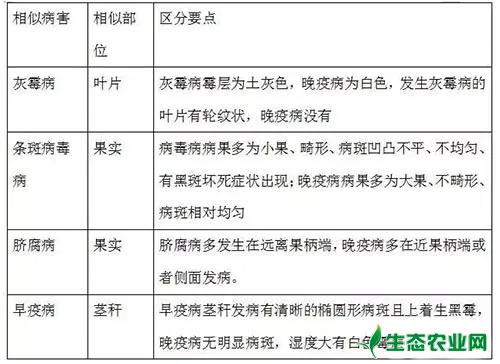 相似病害 相似部 区分要点
位
灰霉病 叶片 灰霉病霉层为土灰色，晚疫病为白色，发生灰霉病的
叶片有轮纹状，晚疫病没有
条斑病毒 果实 病毒病病果多为小果、畸形、病斑凹凸不平、不均匀、
病 有黑斑坏死症状出现；晚疫病病果多为大果、不畸形、
病斑相对均匀
脐腐病 果实 脐腐病多发生在远离果柄端，晚疫病多在近果柄端或
者侧面发病。
早疫病 茎秆 早疫病茎秆发病有清晰的椭圆形病斑且上着生黑霉，
晚疫病无明显病斑，湿度大有白色霉
生态农业网